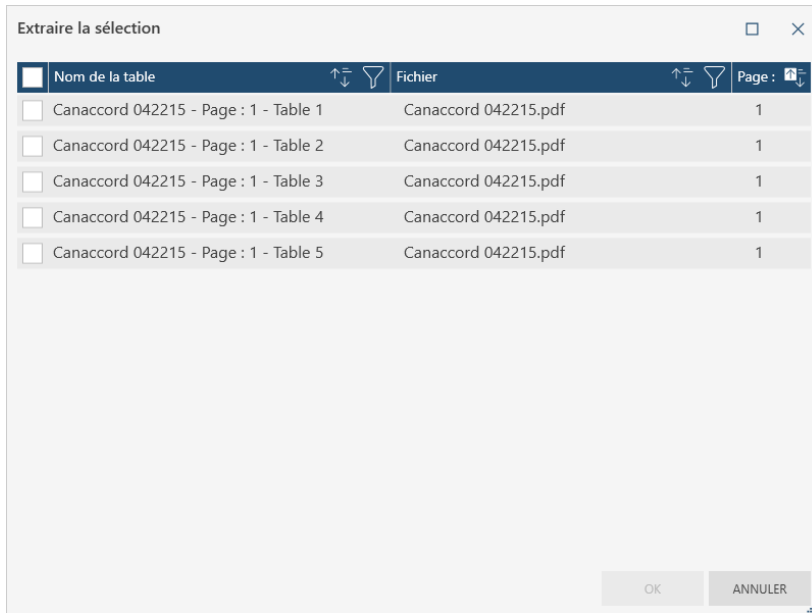 Extraire la sélection
Nom de la table Fichier Page :
Canaccord 042215 - Page : 1 - Table 1 Canaccord 042215.pdf 1
Canaccord 042215 - Page : 1 - Table 2 Canaccord 042215.pdf 1
Canaccord 042215 - Page : 1 - Table 3 Canaccord 042215.pdf 1
Canaccord 042215 - Page : 1 - Table 4 Canaccord 042215.pdf 1
Canaccord 042215 - Page : 1 - Table 5 Canaccord 042215.pdf 1
OK ANNULER